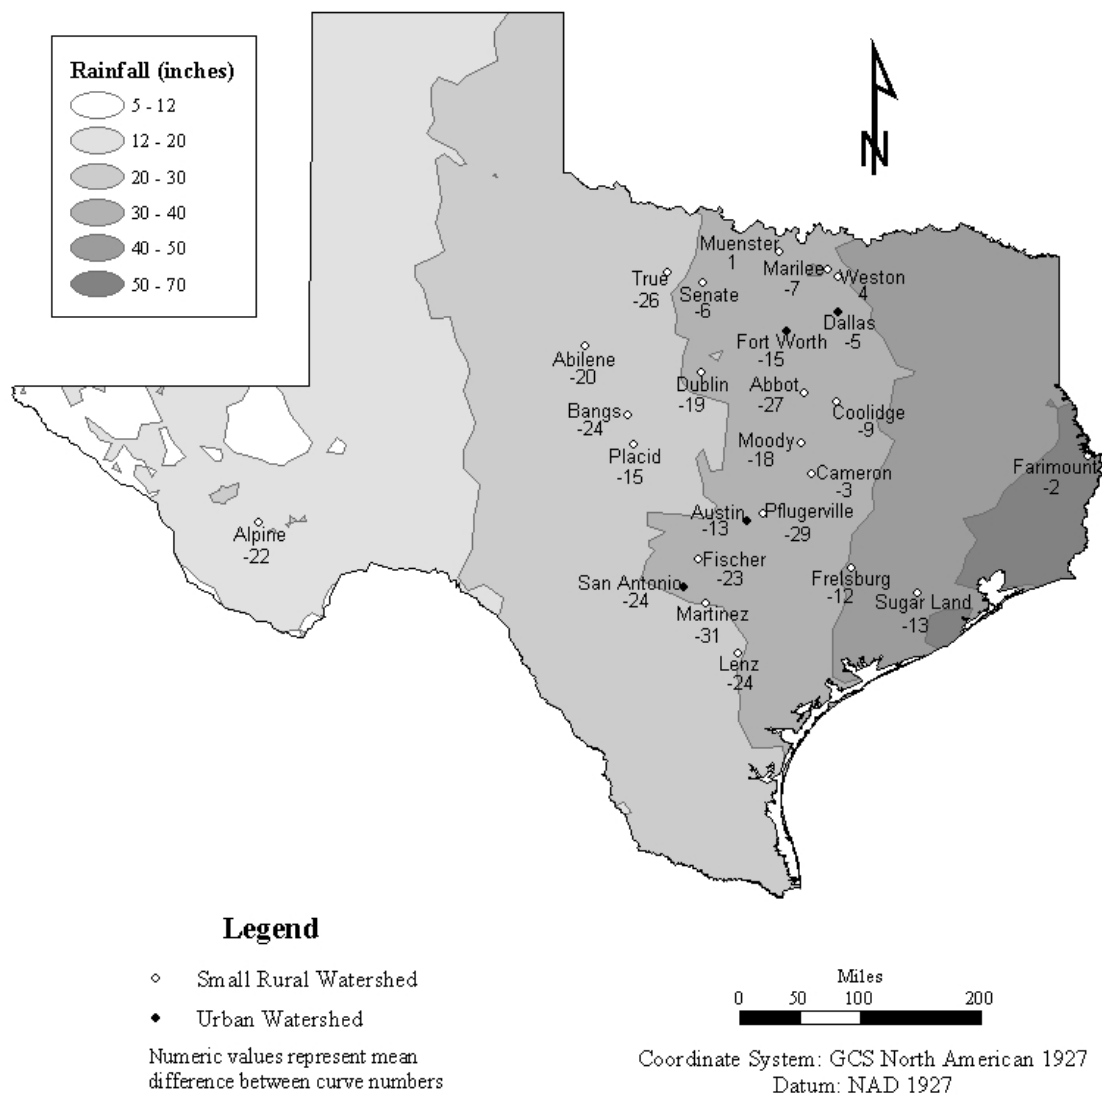 Rainfall (inches)
5 - 12
12 - 20
20 - 30
30 - 40
40 - 50
50 - 70
N
Muenster
1
Marilee
-7
Weston
4
True
-26
Senate
-6
Dallas
-5
Fort Worth
-15
Abilene
-20
Dublin
-19
Abbot
-27
Coolidge
-9
Bangs
-24
Placid
-15
Moody
-18
Cameron
-3
Farimount
-2
Austin
-13
Pflugerville
-29
Alpine
-22
Fischer
-23
San Antonio
-24
Martinez
-31
Frelsburg
-12
Sugar Land
-13
Lenz
-24
Legend
Small Rural Watershed
Urban Watershed
Numeric values represent mean
difference between curve numbers
Miles
0 50 100 200
Coordinate System: GCS North American 1927
Datum: NAD 1927